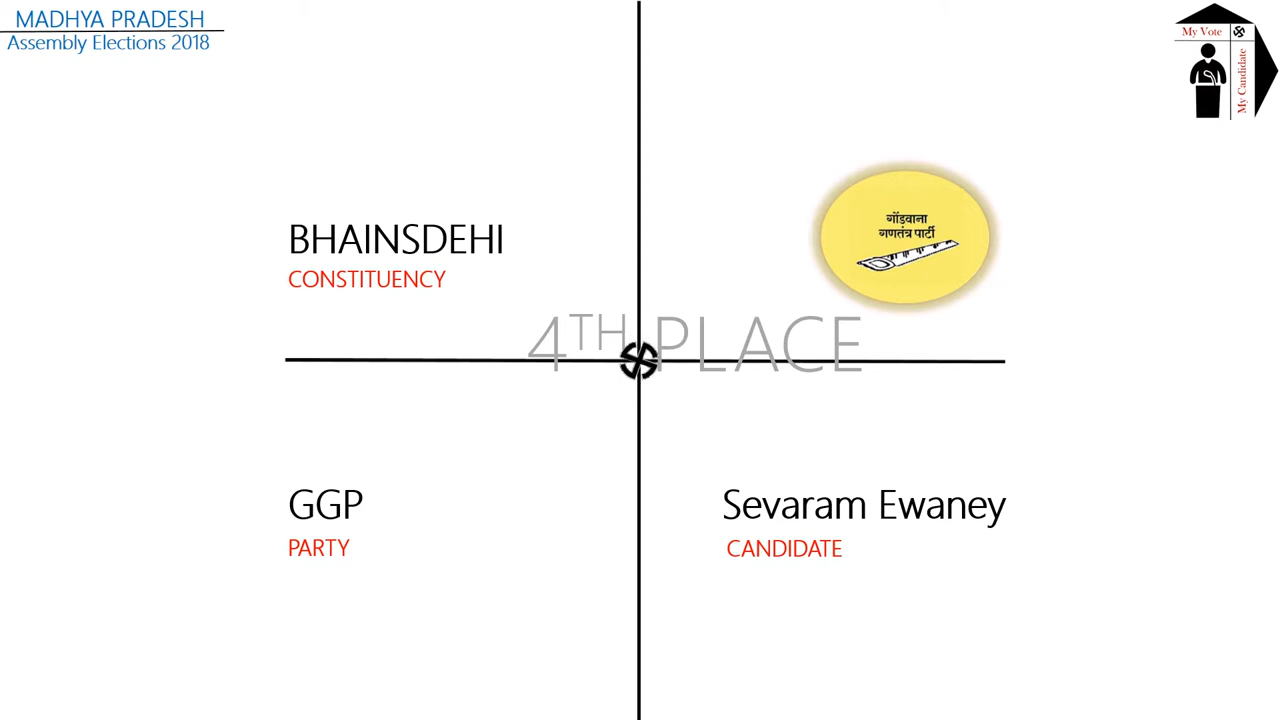 MADHYA PRADESH
Assembly Elections 2018
My Vote
My Candidate
BHAINSDEHI
CONSTITUENCY
गोंडवाना
गणतंत्र पार्टी
4TH PLACE
GGP
PARTY
Sevaram Ewaney
CANDIDATE